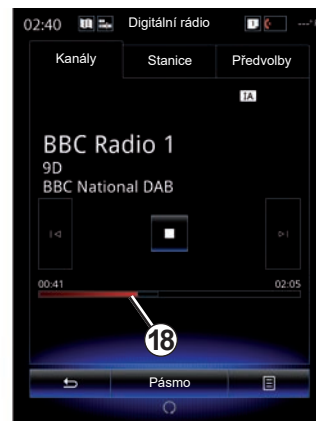 02:40 Digitální rádio
Kanály Stanice Předvolby
IA
BBC Radio 1
9D
BBC National DAB
00:41 02:05
18
Pásmo